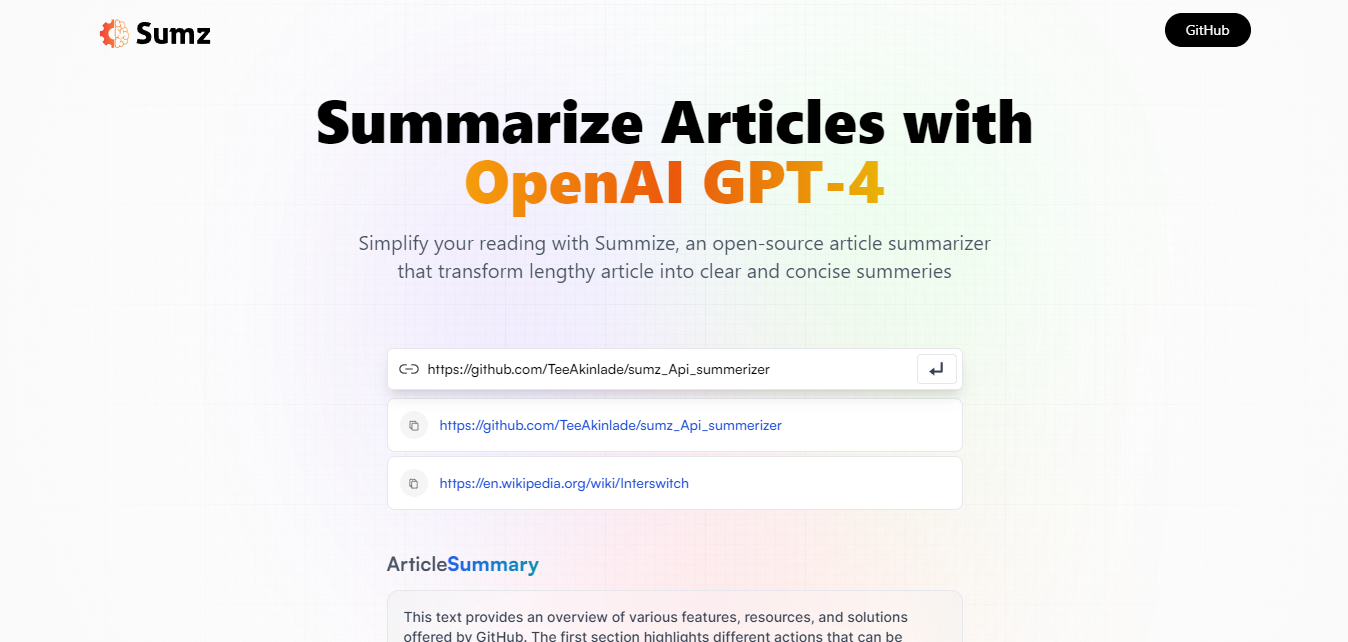 Sumz
GitHub
Summarize Articles with
OpenAI GPT-4
Simplify your reading with Summize, an open-source article summarizer
that transform lengthy article into clear and concise summeries
https://github.com/TeeAkinlade/sumz_Api_summerizer
https://github.com/TeeAkinlade/sumz_Api_summerizer
https://en.wikipedia.org/wiki/Interswitch
ArticleSummary
This text provides an overview of various features, resources, and solutions
offered by GitHub. The first section highlights different actions that can be